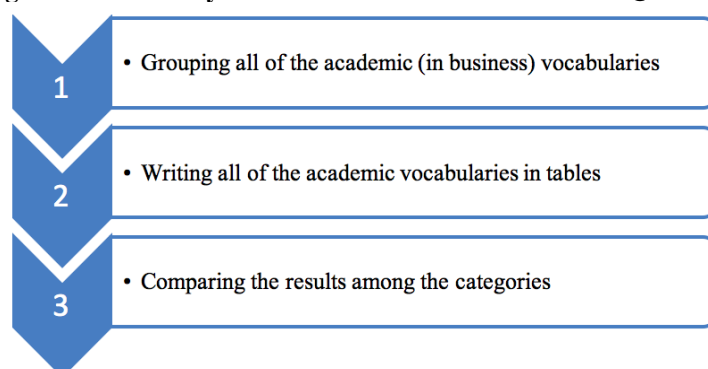 1
• Grouping all of the academic (in business) vocabularies
2
• Writing all of the academic vocabularies in tables
3
• Comparing the results among the categories